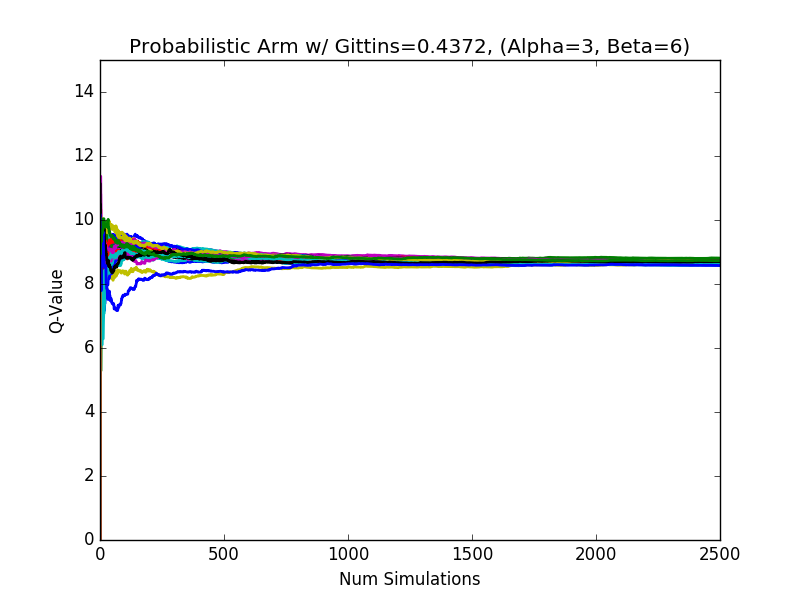 Probabilistic Arm w/ Gittins=0.4372, (Alpha=3, Beta=6)
14
12
10
8
6
4
2
0
Q-Value
0 500 1000 1500 2000 2500
Num Simulations